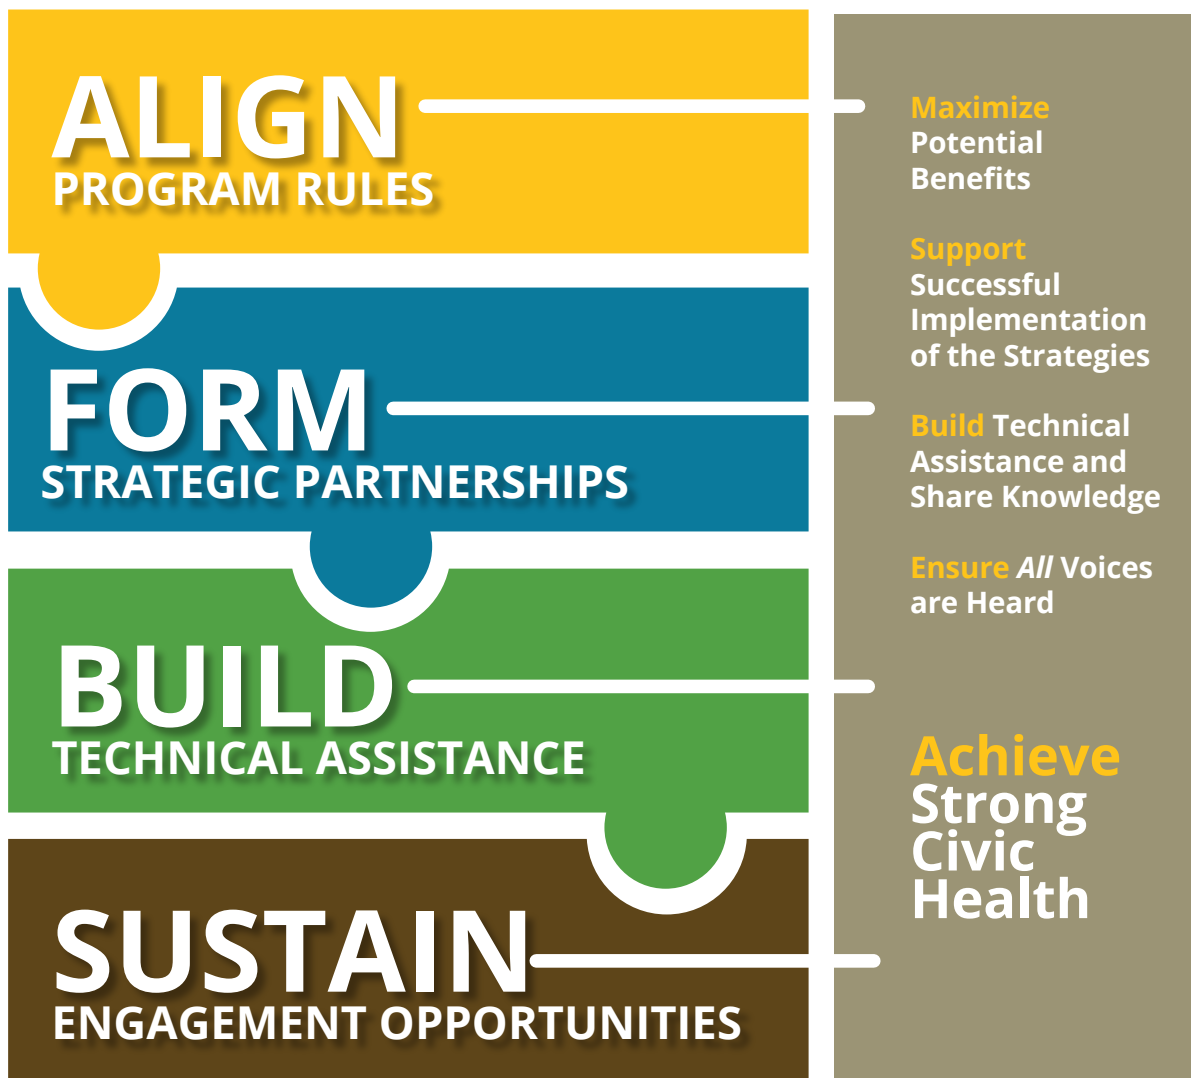 ALIGN
PROGRAM RULES
FORM
STRATEGIC PARTNERSHIPS
BUILD
TECHNICAL ASSISTANCE
SUSTAIN
ENGAGEMENT OPPORTUNITIES
Maximize
Potential
Benefits
Support
Successful
Implementation
of the Strategies
Build Technical
Assistance and
Share Knowledge
Ensure All Voices
are Heard
Achieve
Strong
Civic
Health